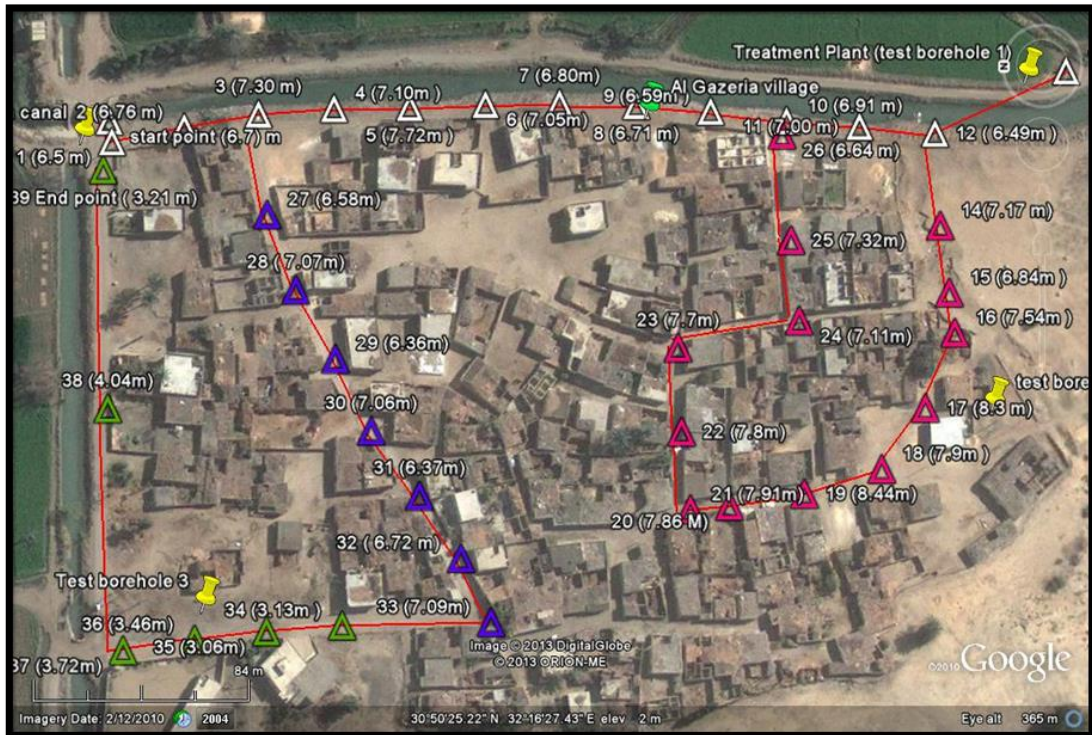 Treatment Plant (test borehole 1)
3 (7.30 m)
7 (6.80m)
Al Gazeria village
4 (7.10m)
canal 2 (6.76 m)
9 (6.59m)
10 (6.91 m)
6 (7.05m)
start point (6.7) m)
5 (7.72m)
8 (6.71 m)
11 (7.00 m)
12 (6.49m)
1 (6.5 m)
26 (6.64 m)
39 End point ( 3.21 m)
27 (6.58m)
14(7.17 m)
25 (7.32m)
28 ( 7.07m)
15 (6.84m )
23 (7.7m)
16 (7.54m)
24 (7.11m)
29 (6.36m)
38 (4.04m)
test bore
30 (7.06m)
17 (8.3 m)
22 (7.8m)
18 (7.9m )
31 (6.37m)
21 (7.91m)
19 (8.44m)
20 (7.86 M)
32 ( 6.72 m)
Test borehole 3
34 (3.13m )
33 (7.09m)
36 (3.46m)
35 (3.06m)
37 (3.72m)
84 m
Image © 2013 DigitalGlobe
© 2013 ORION-ME
©2010 Google
Imagery Date: 2/12/2010 2004 30°50'25.22" N 32°16'27.43" E elev 2 m Eye alt 365 m